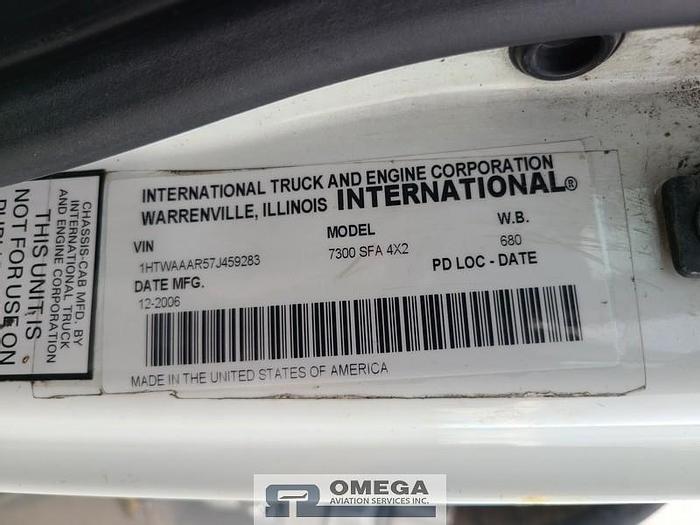 INTERNATIONAL TRUCK AND ENGINE CORPORATION
WARRENVILLE, ILLINOIS INTERNATIONAL®
VIN MODEL W.B.
1HTWAAAR57J459283 7300 SFA 4X2 680
DATE MFG. PD LOC - DATE
12-2006
MADE IN THE UNITED STATES OF AMERICA
CHASSIS-CAB MFD. BY
INTERNATIONAL TRUCK
AND ENGINE CORPORATION
THIS UNIT IS
NOT FOR USE ON
OMEGA
AVIATION SERVICES INC.